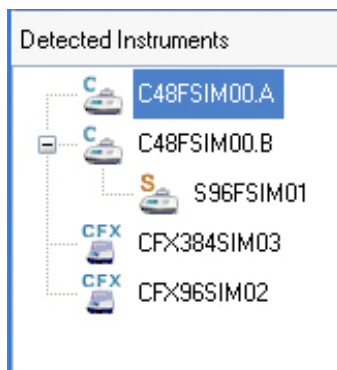 Detected Instruments
C C48FSIM00.A
C C48FSIM00.B
S S96FSIM01
CFX CFX384SIM03
CFX CFX96SIM02